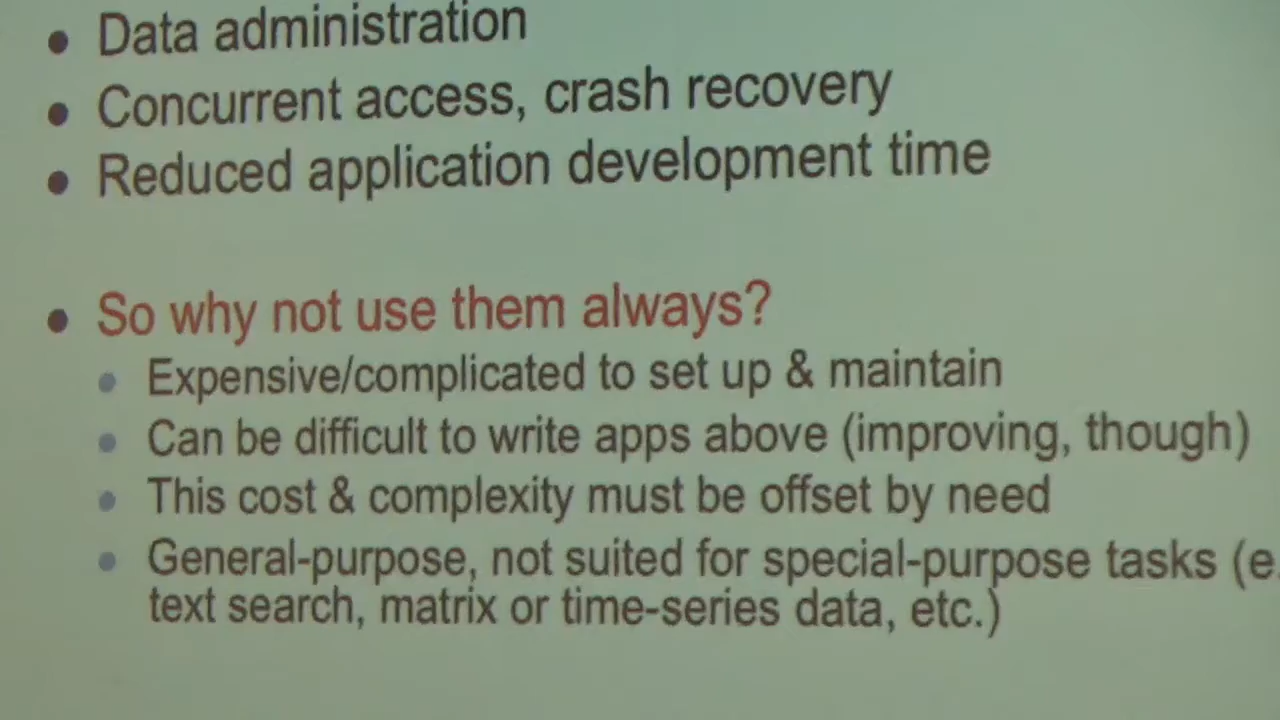 • Data administration
• Concurrent access, crash recovery
• Reduced application development time
• So why not use them always?
• Expensive/complicated to set up & maintain
• Can be difficult to write apps above (improving, though)
• This cost & complexity must be offset by need
• General-purpose, not suited for special-purpose tasks (e.
text search, matrix or time-series data, etc.)